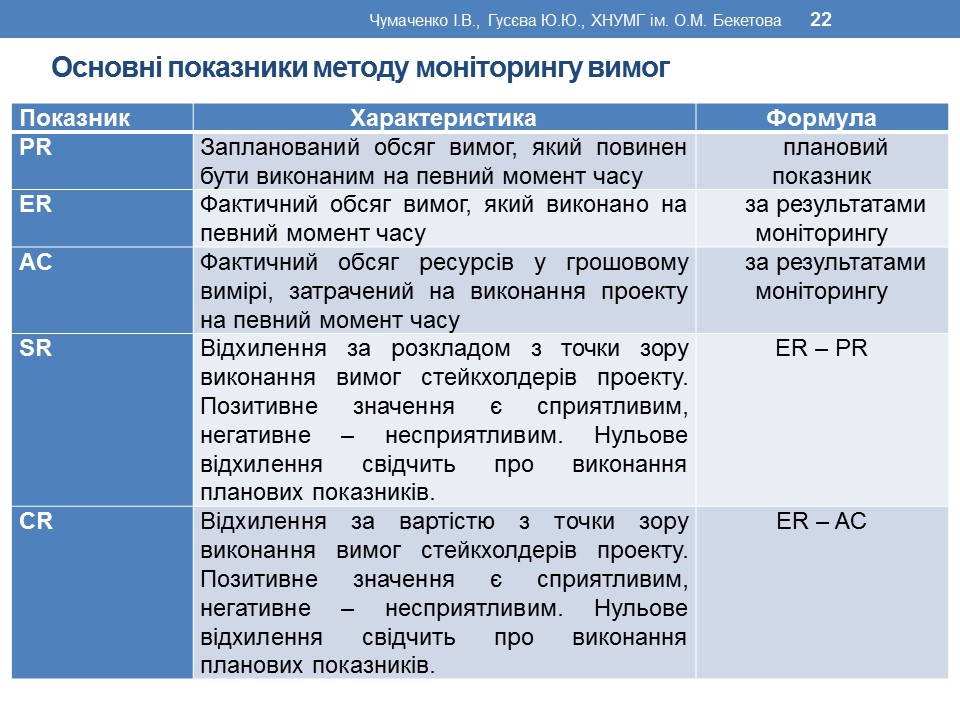 Чумаченко І.В., Гусєва Ю.Ю., ХНУМГ ім. О.М. Бекетова 22
Основні показники методу моніторингу вимог
Показник Характеристика Формула
PR Запланований обсяг вимог, який повинен плановий
бути виконаним на певний момент часу показник
ER Фактичний обсяг вимог, який виконано на за результатами
певний момент часу моніторингу
AC Фактичний обсяг ресурсів у грошовому за результатами
вимірі, затрачений на виконання проекту моніторингу
на певний момент часу
SR Відхилення за розкладом з точки зору ER – PR
виконання вимог стейкхолдерів проекту.
Позитивне значення є сприятливим,
негативне – несприятливим. Нульове
відхилення свідчить про виконання
планових показників.
CR Відхилення за вартістю з точки зору ER – AC
виконання вимог стейкхолдерів проекту.
Позитивне значення є сприятливим,
негативне – несприятливим. Нульове
відхилення свідчить про виконання
планових показників.